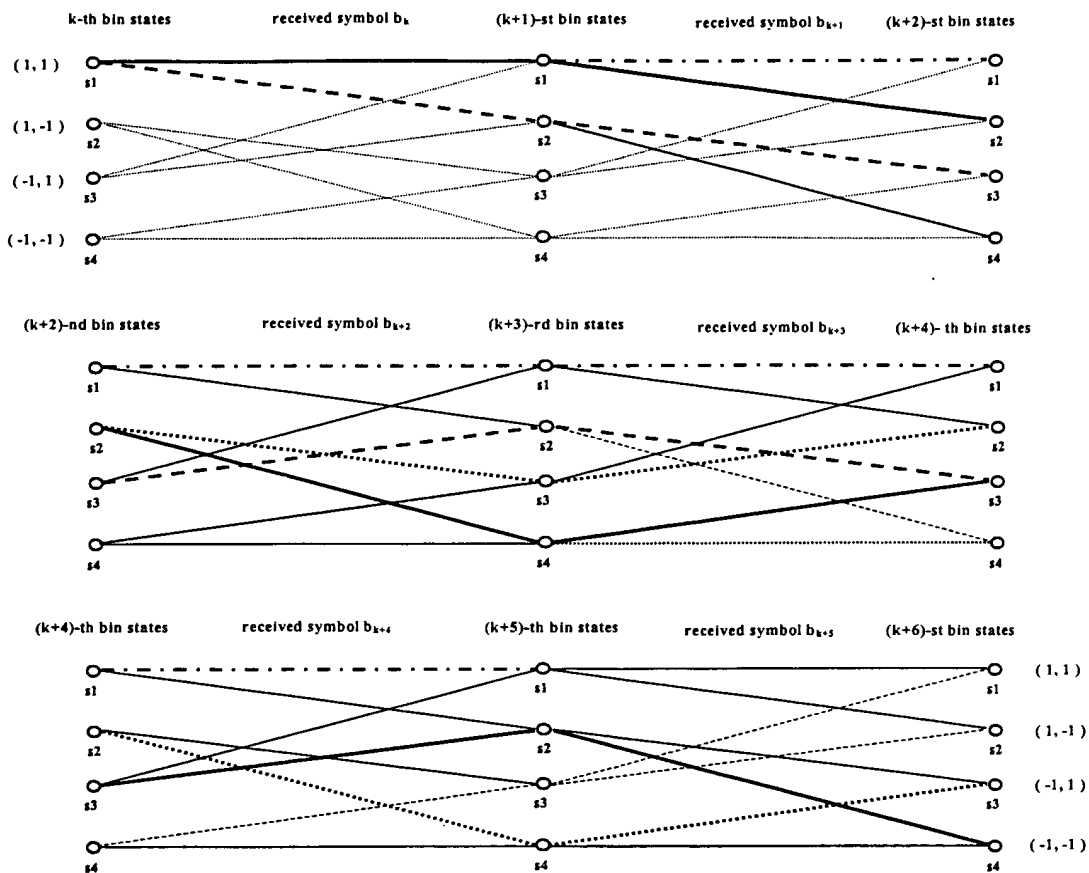 k-th bin states received symbol bₖ (k+1)-st bin states received symbol bₖ₊₁ (k+2)-st bin states
(1,1) s1 s1 s1
(1,-1) s2 s2 s2
(-1,1) s3 s3 s3
(-1,-1) s4 s4 s4
(k+2)-nd bin states received symbol bₖ₊₂ (k+3)-rd bin states received symbol bₖ₊₃ (k+4)- th bin states
s1 s1 s1
s2 s2 s2
s3 s3 s3
s4 s4 s4
(k+4)-th bin states received symbol bₖ₊₄ (k+5)-th bin states received symbol bₖ₊₅ (k+6)-st bin states
s1 s1 s1 (1,1)
s2 s2 s2 (1,-1)
s3 s3 s3 (-1,1)
s4 s4 s4 (-1,-1)